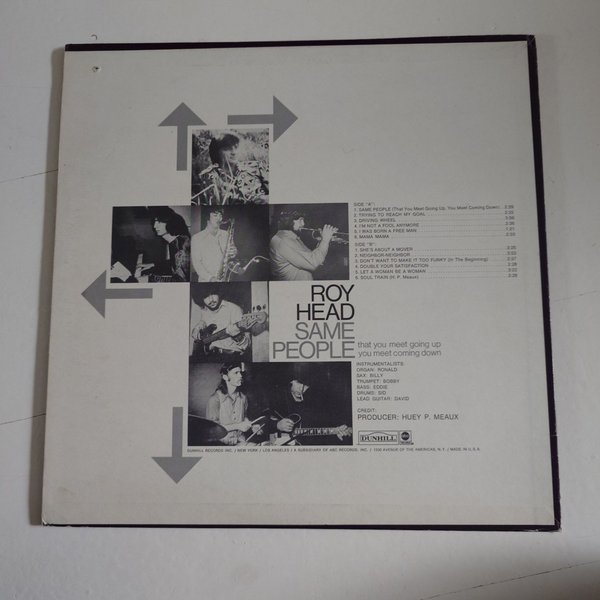 SIDE "A":
1. SAME PEOPLE (That You Meet Going Up, You Meet Coming Down) 2:39
2. TRYING TO REACH MY GOAL
3. DRIVING WHEEL
4. I'M NOT A FOOL ANYMORE
5. I WAS BORN A FREE MAN
6. MAMA MAMA
SIDE "B":
1. SHE'S ABOUT A MOVER
2. NEIGHBOR-NEIGHBOR
3. DON'T WANT TO MAKE IT TOO FUNKY (In The Beginning)
4. DOUBLE YOUR SATISFACTION
5. LET A WOMAN BE A WOMAN
6. SOUL TRAIN (H. P. Meaux)
ROY
HEAD
SAME
PEOPLE
that you meet going up
you meet coming down
INSTRUMENTALISTS:
ORGAN: RONALD
SAX: BILLY
TRUMPET: BOBBY
BASS: EDDIE
DRUMS: SID
LEAD GUITAR: DAVID
CREDIT:
PRODUCER: HUEY P. MEAUX
DUNHILL
DUNHILL RECORDS INC. / NEW YORK / LOS ANGELES / A SUBSIDIARY OF ABC RECORDS, INC. / 1330 AVENUE OF THE AMERICAS, N.Y. / MADE IN U.S.A.